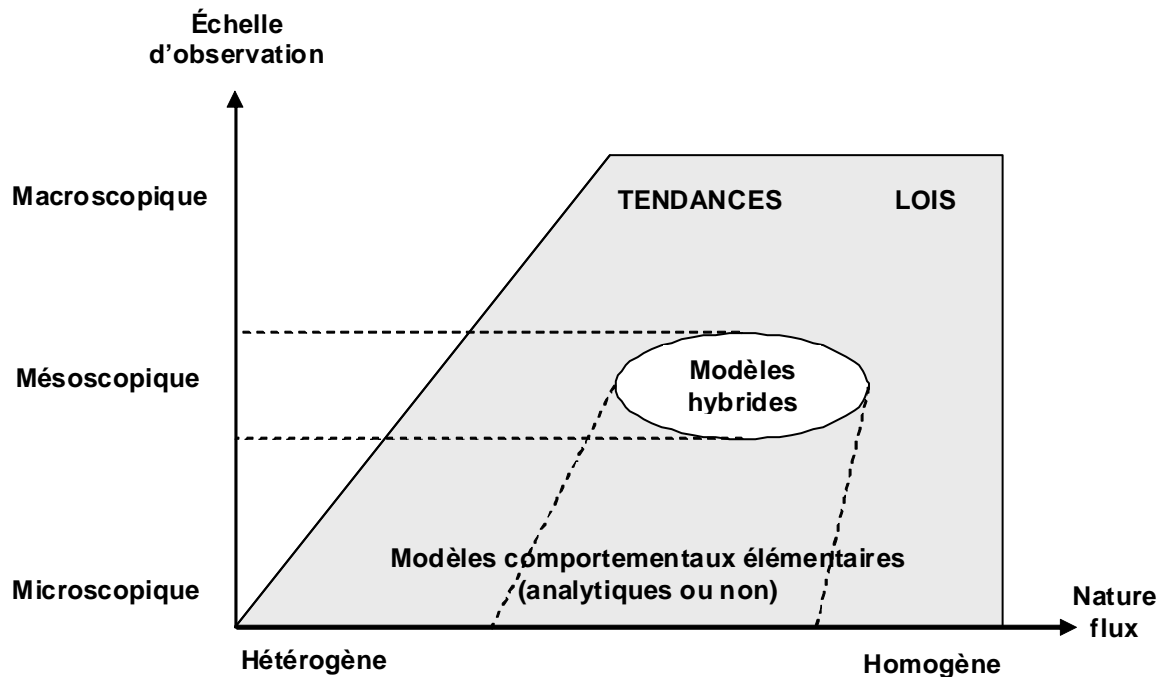 Échelle
d'observation
Macroscopique
TENDANCES LOIS
Mésoscopique
Modèles
hybrides
Modèles comportementaux élémentaires
(analytiques ou non)
Microscopique
Nature
flux
Hétérogène
Homogène